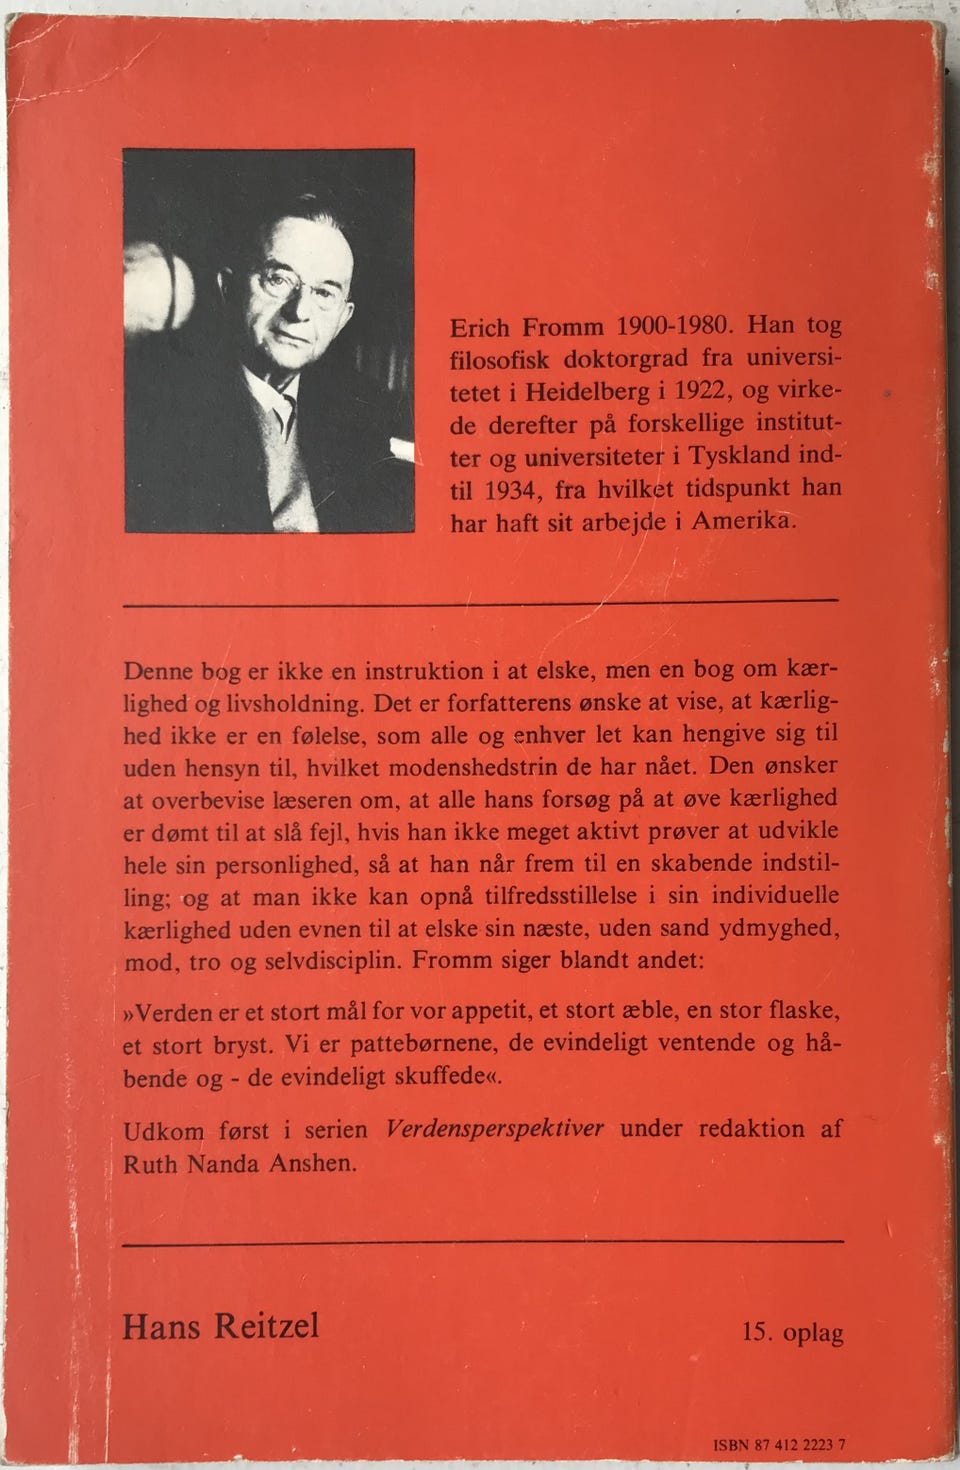 Erich Fromm 1900-1980. Han tog
filosofisk doktorgrad fra universi-
tetet i Heidelberg i 1922, og virke-
de derefter på forskellige institut-
ter og universiteter i Tyskland ind-
til 1934, fra hvilket tidspunkt han
har haft sit arbejde i Amerika.
Denne bog er ikke en instruktion i at elske, men en bog om kær-
lighed og livsholdning. Det er forfatterens ønske at vise, at kærlig-
hed ikke er en følelse, som alle og enhver let kan hengive sig til
uden hensyn til, hvilket modenshedstrin de har nået. Den ønsker
at overbevise læseren om, at alle hans forsøg på at øve kærlighed
er dømt til at slå fejl, hvis han ikke meget aktivt prøver at udvikle
hele sin personlighed, så at han når frem til en skabende indstil-
ling; og at man ikke kan opnå tilfredsstillelse i sin individuelle
kærlighed uden evnen til at elske sin næste, uden sand ydmyghed,
mod, tro og selvdisciplin. Fromm siger blandt andet:
»Verden er et stort mål for vor appetit, et stort æble, en stor flaske,
et stort bryst. Vi er pattebørnene, de evindeligt ventende og hå-
bende og - de evindeligt skuffede«.
Udkom først i serien Verdensperspektiver under redaktion af
Ruth Nanda Anshen.
Hans Reitzel
15. oplag
ISBN 87 412 2223 7